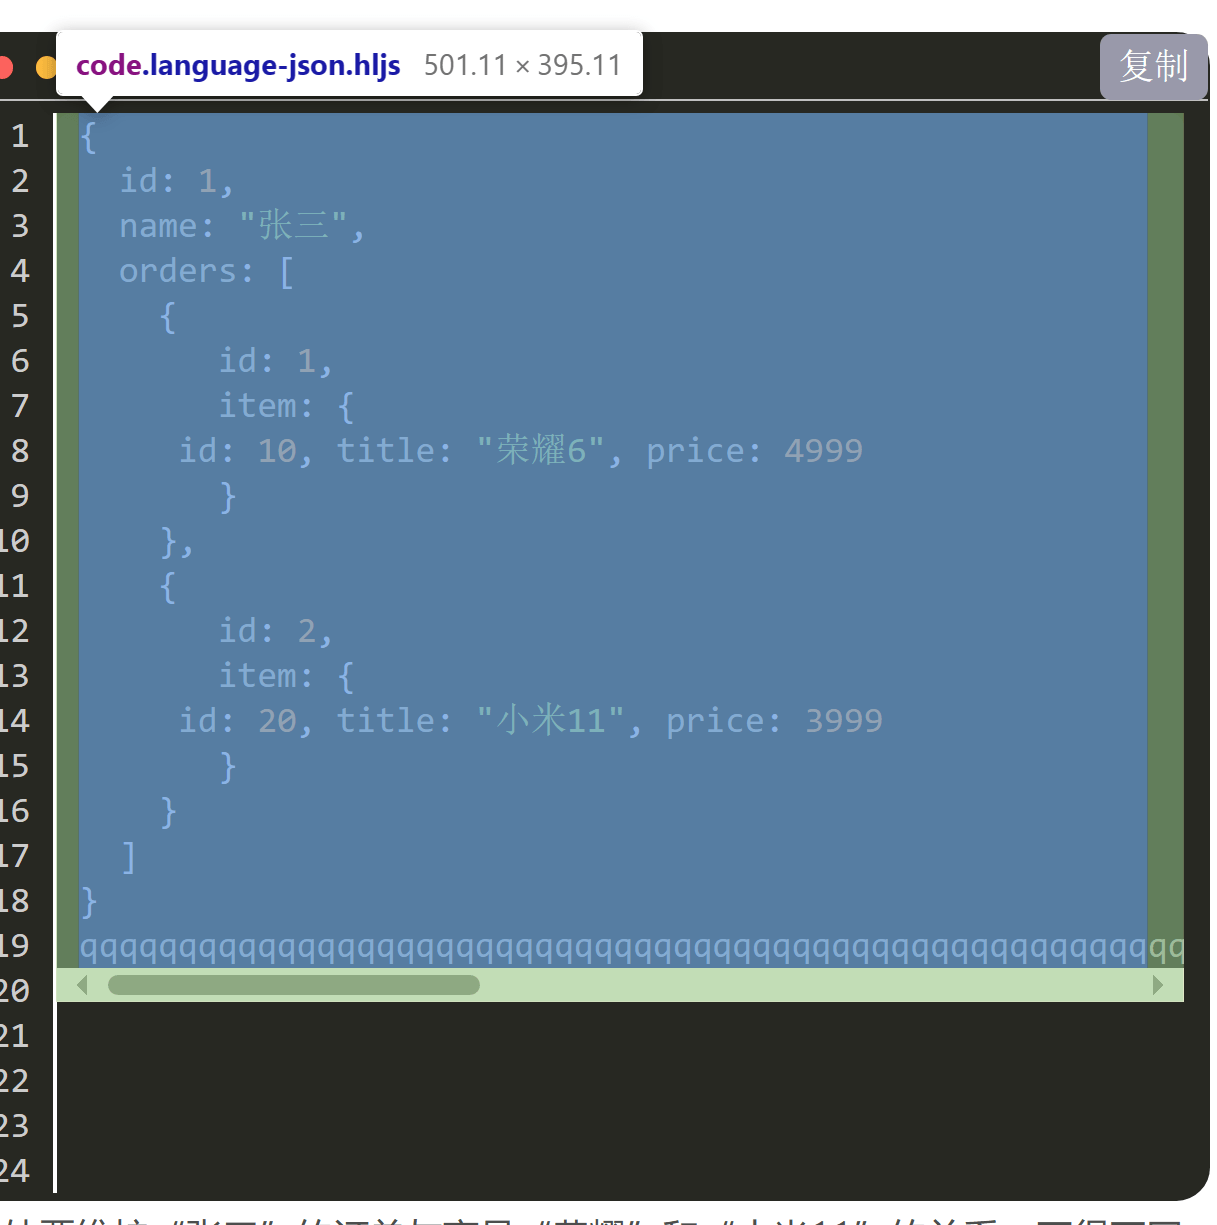 code.language-json.hljs 501.11 × 395.11
复制
1 {
2 id: 1,
3 name: "张三",
4 orders: [
5 {
6 id: 1,
7 item: {
8 id: 10, title: "荣耀6", price: 4999
9 }
10 },
11 {
12 id: 2,
13 item: {
14 id: 20, title: "小米11", price: 3999
15 }
16 }
17 ]
18 }
19 qqqqqqqqqqqqqqqqqqqqqqqqqqqqqqqqqqqqqqqqqqqqqqqqqqqqqqqq
20
21
22
23
24